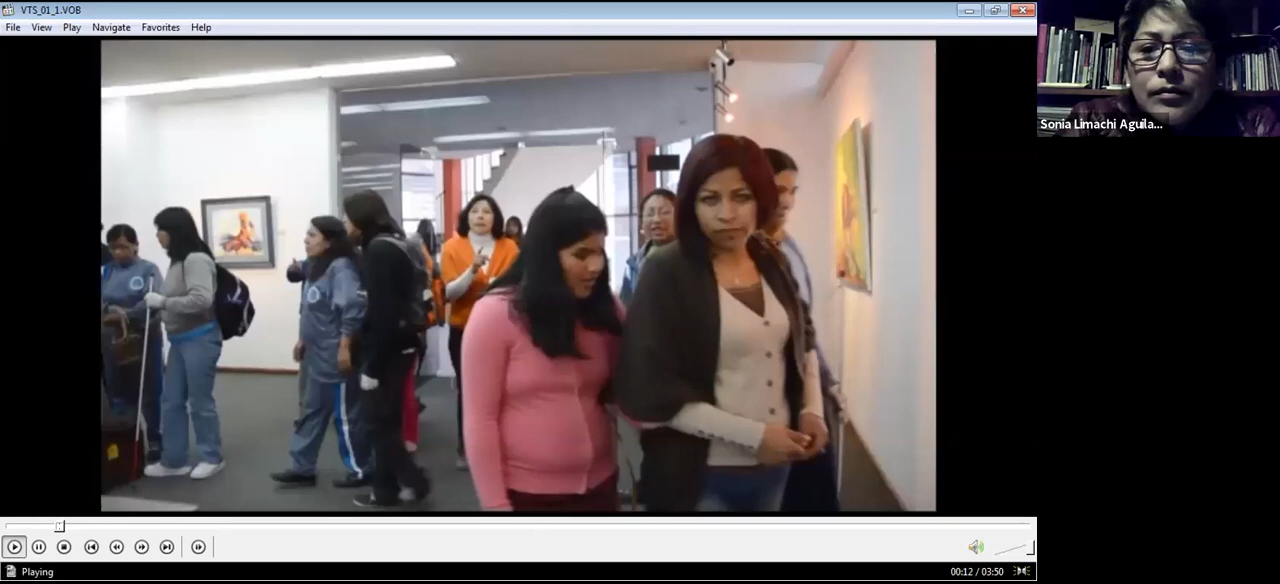 VTS_01_1.VOB
File View Play Navigate Favorites Help
Sonia Limachi Aguila...
Playing
00:12 / 03:50